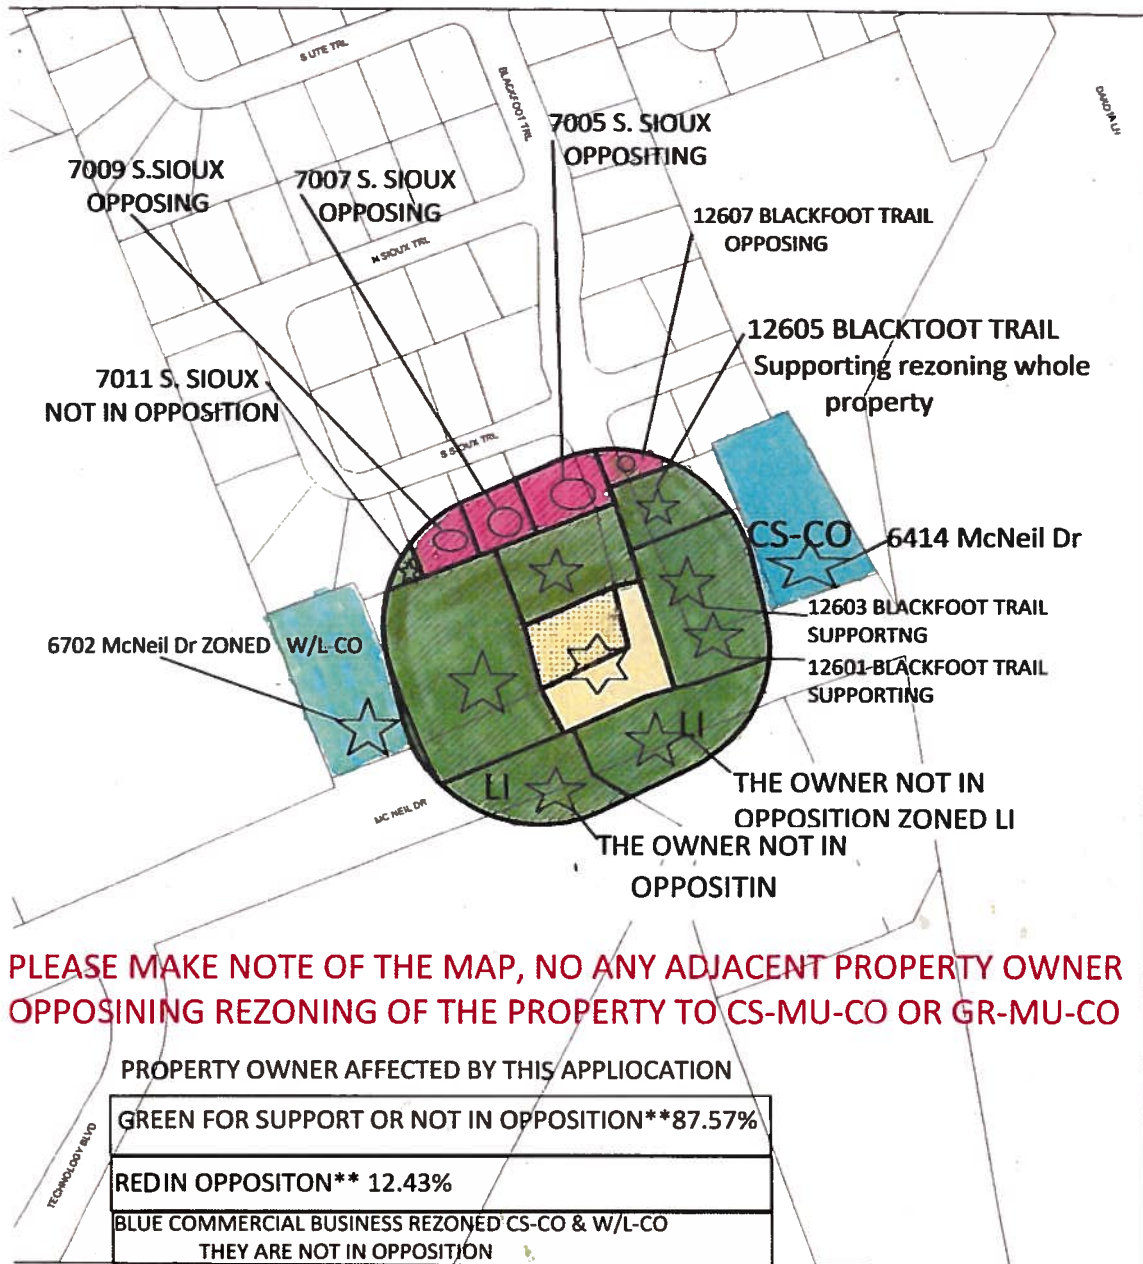 S UTE TRL
BLACKFOOT TRL
DAKOTA LN
7005 S. SIOUX
OPPOSITING
7009 S.SIOUX
OPPOSING
7007 S. SIOUX
OPPOSING
12607 BLACKFOOT TRAIL
OPPOSING
N SIOUX TRL
12605 BLACKTOOT TRAIL
Supporting rezoning whole
property
7011 S. SIOUX
NOT IN OPPOSITION
S SIOUX TRL
CS-CO
6414 McNeil Dr
12603 BLACKFOOT TRAIL
SUPPORTNG
6702 McNeil Dr ZONED W/L-CO
12601 BLACKFOOT TRAIL
SUPPORTING
LI
LI
THE OWNER NOT IN
OPPOSITION ZONED LI
MC NEIL DR
THE OWNER NOT IN
OPPOSITIN
PLEASE MAKE NOTE OF THE MAP, NO ANY ADJACENT PROPERTY OWNER
OPPOSINING REZONING OF THE PROPERTY TO CS-MU-CO OR GR-MU-CO
PROPERTY OWNER AFFECTED BY THIS APPLIOCATION
GREEN FOR SUPPORT OR NOT IN OPPOSITION**87.57%
TECHNOLOGY BLVD
RED IN OPPOSITON** 12.43%
BLUE COMMERCIAL BUSINESS REZONED CS-CO & W/L-CO
THEY ARE NOT IN OPPOSITION